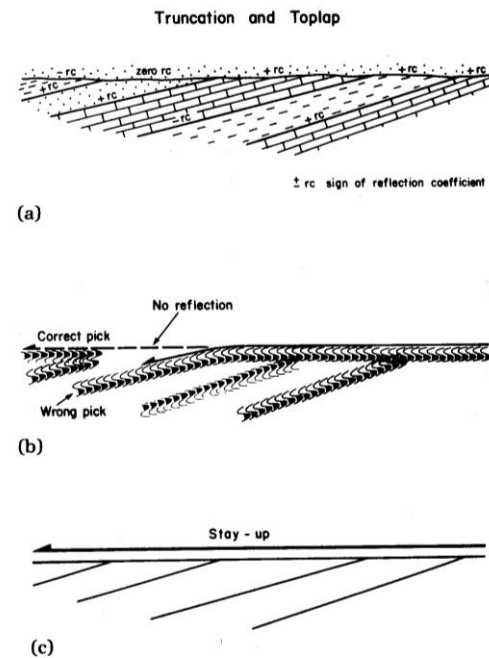 Truncation and Toplap
- rc zero rc + rc + rc + rc
+ rc + rc
- rc + rc
± rc sign of reflection coefficient
(a)
No reflection
Correct pick
Wrong pick
(b)
Stay - up
(c)